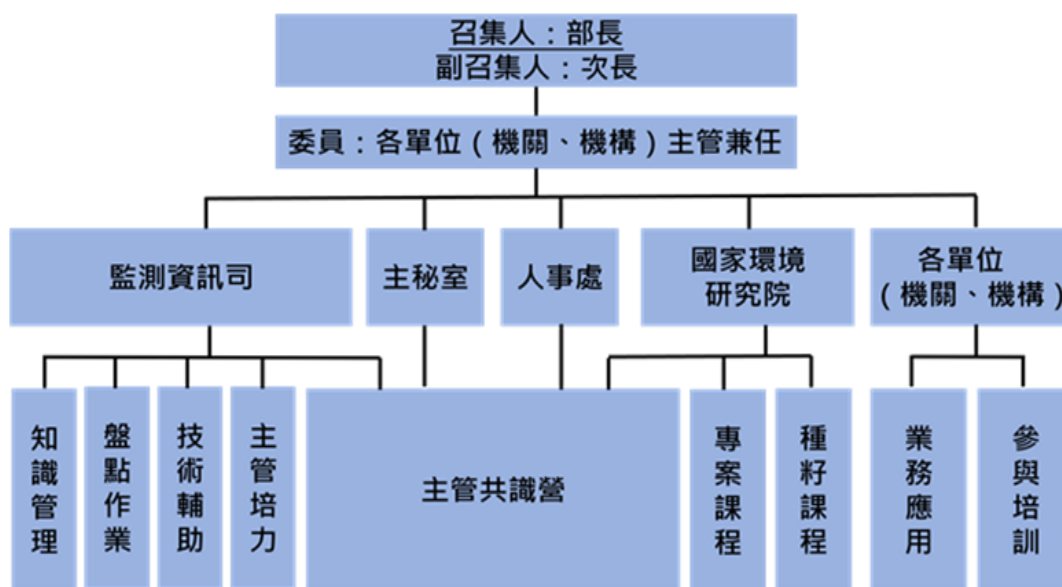 召集人：部長
副召集人：次長
委員：各單位（機關、機構）主管兼任
監測資訊司
主秘室
人事處
國家環境
研究院
各單位
（機關、機構）
知識管理
盤點作業
技術輔助
主管培力
主管共識營
專案課程
種籽課程
業務應用
參與培訓